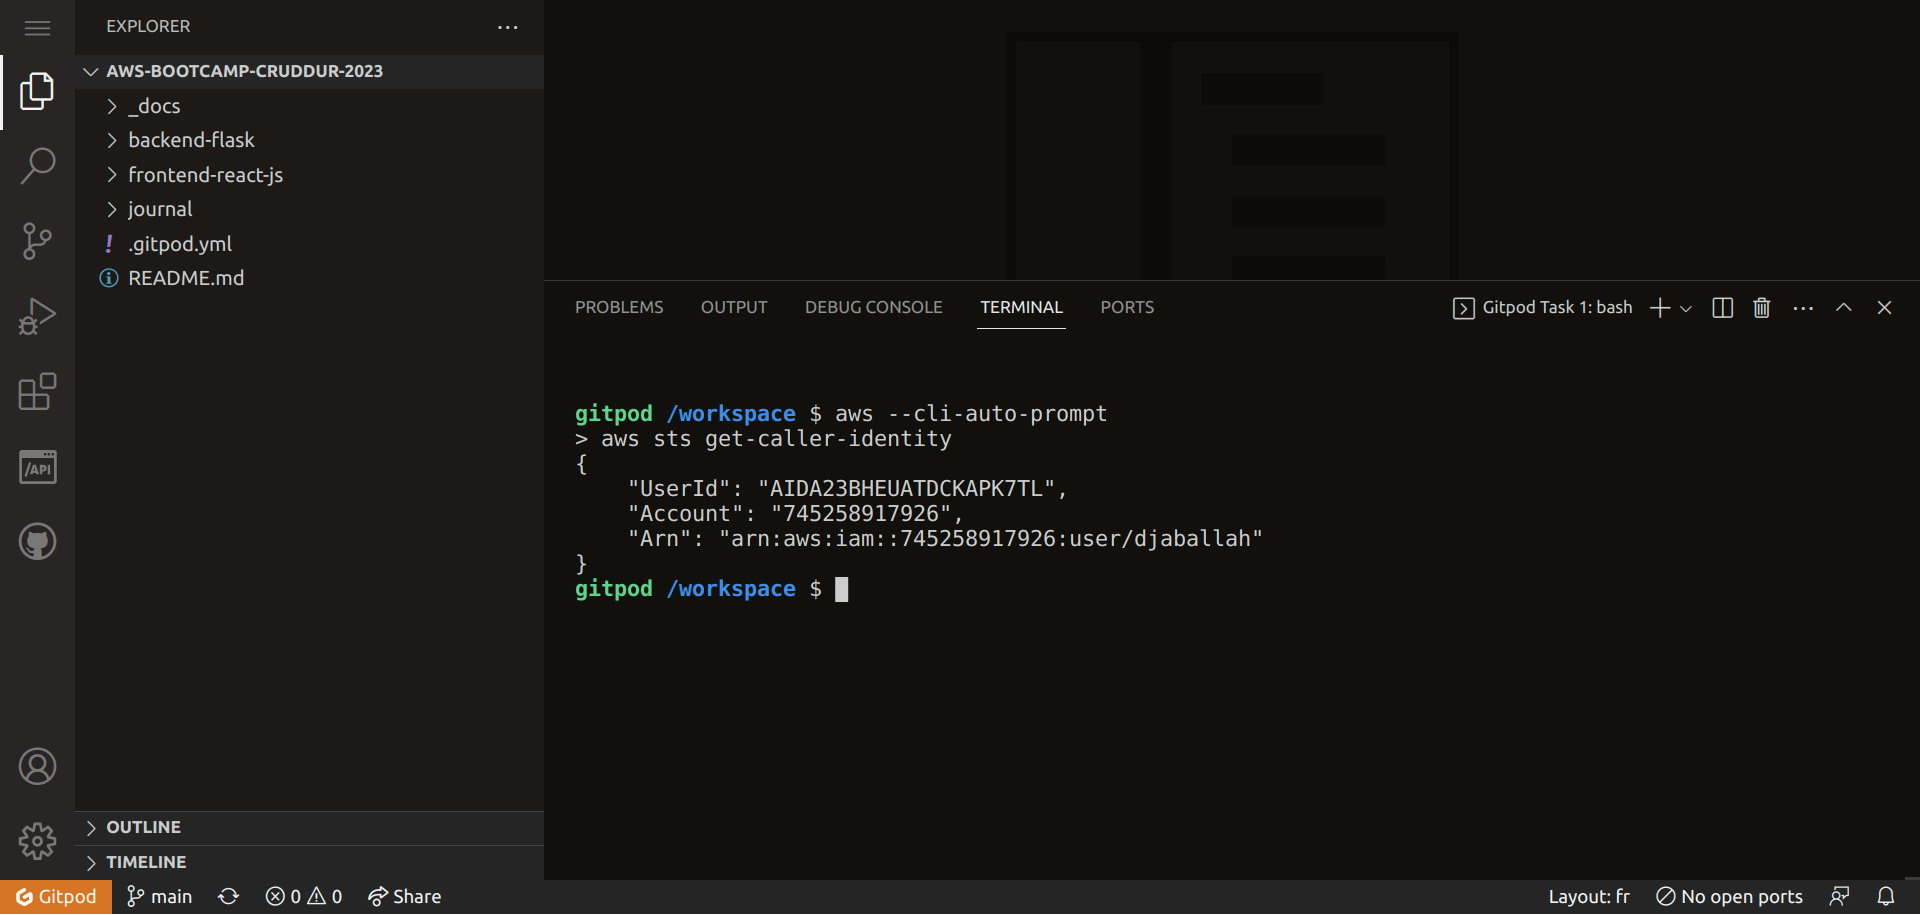 EXPLORER
AWS-BOOTCAMP-CRUDDUR-2023
_docs
backend-flask
frontend-react-js
journal
! .gitpod.yml
README.md
OUTLINE
TIMELINE
/API
PROBLEMS OUTPUT DEBUG CONSOLE TERMINAL PORTS
Gitpod Task 1: bash
gitpod /workspace $ aws --cli-auto-prompt
> aws sts get-caller-identity
{
    "UserId": "AIDA23BHEUATDCKAPK7TL",
    "Account": "745258917926",
    "Arn": "arn:aws:iam::745258917926:user/djaballah"
}
gitpod /workspace $
Gitpod main 0 0 Share
Layout: fr No open ports